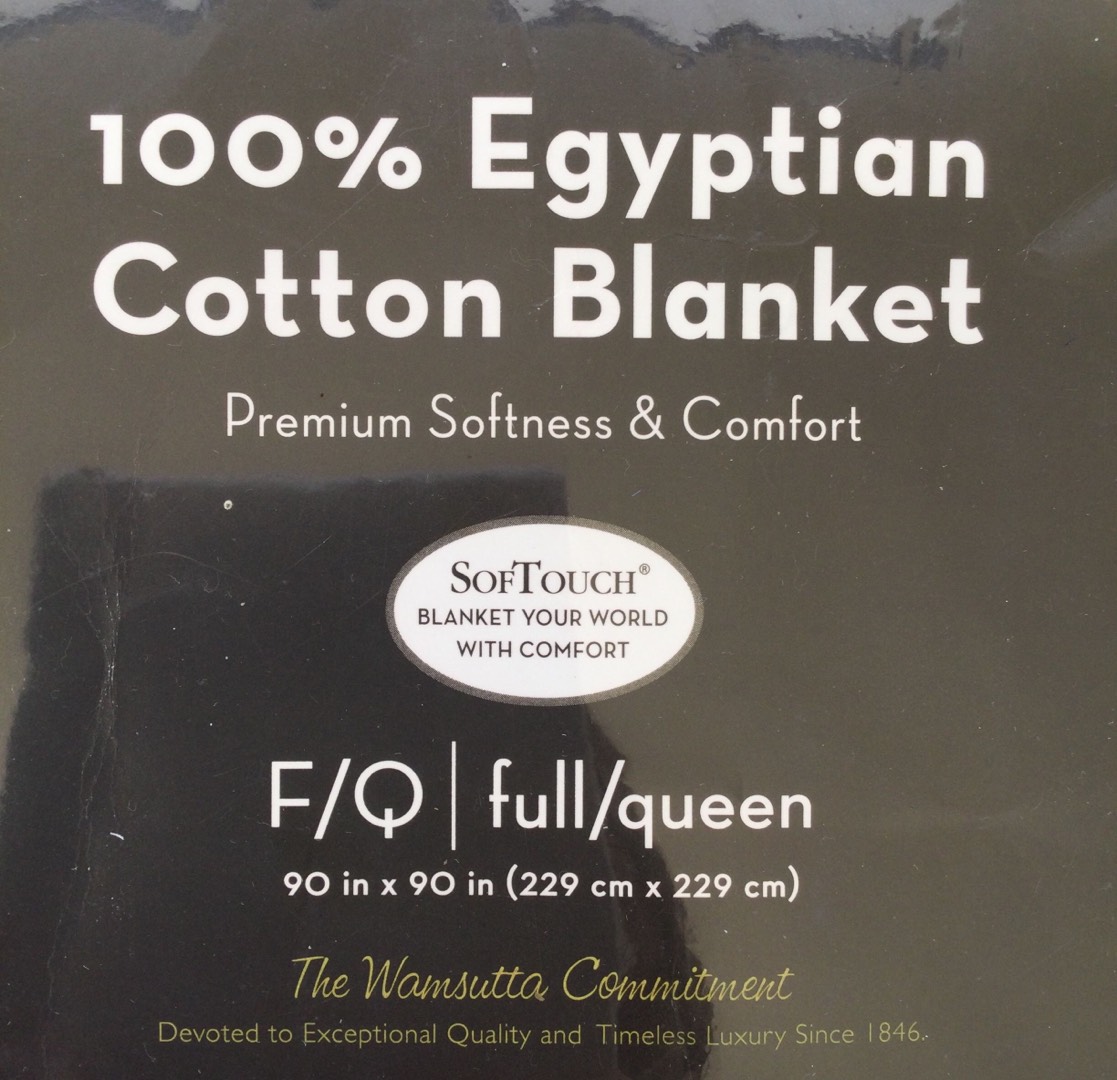 100% Egyptian
Cotton Blanket
Premium Softness & Comfort
SOFTOUCH®
BLANKET YOUR WORLD
WITH COMFORT
F/Q | full/queen
90 in x 90 in (229 cm x 229 cm)
The Wamsutta Commitment
Devoted to Exceptional Quality and Timeless Luxury Since 1846.